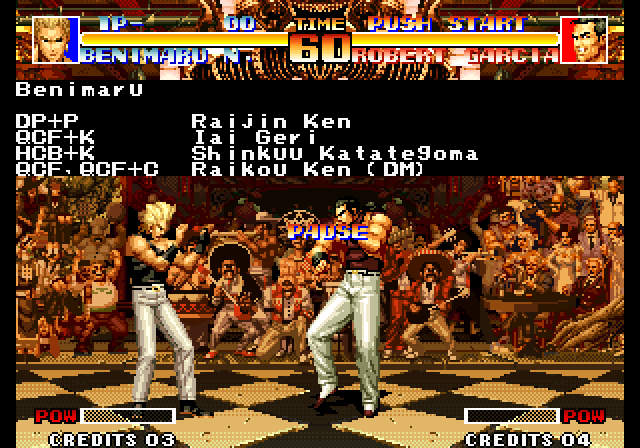 1P- 00 TIME PUSH START
BENIMARU N. 60 ROBERT GARCIA
Benimaru
DP+P Raijin Ken
QCF+K Iai Geri
HCB+K Shinkuu Katategoma
QCF,QCF+C Raikou Ken (DM)
PAUSE
POW POW
CREDITS 03 CREDITS 04